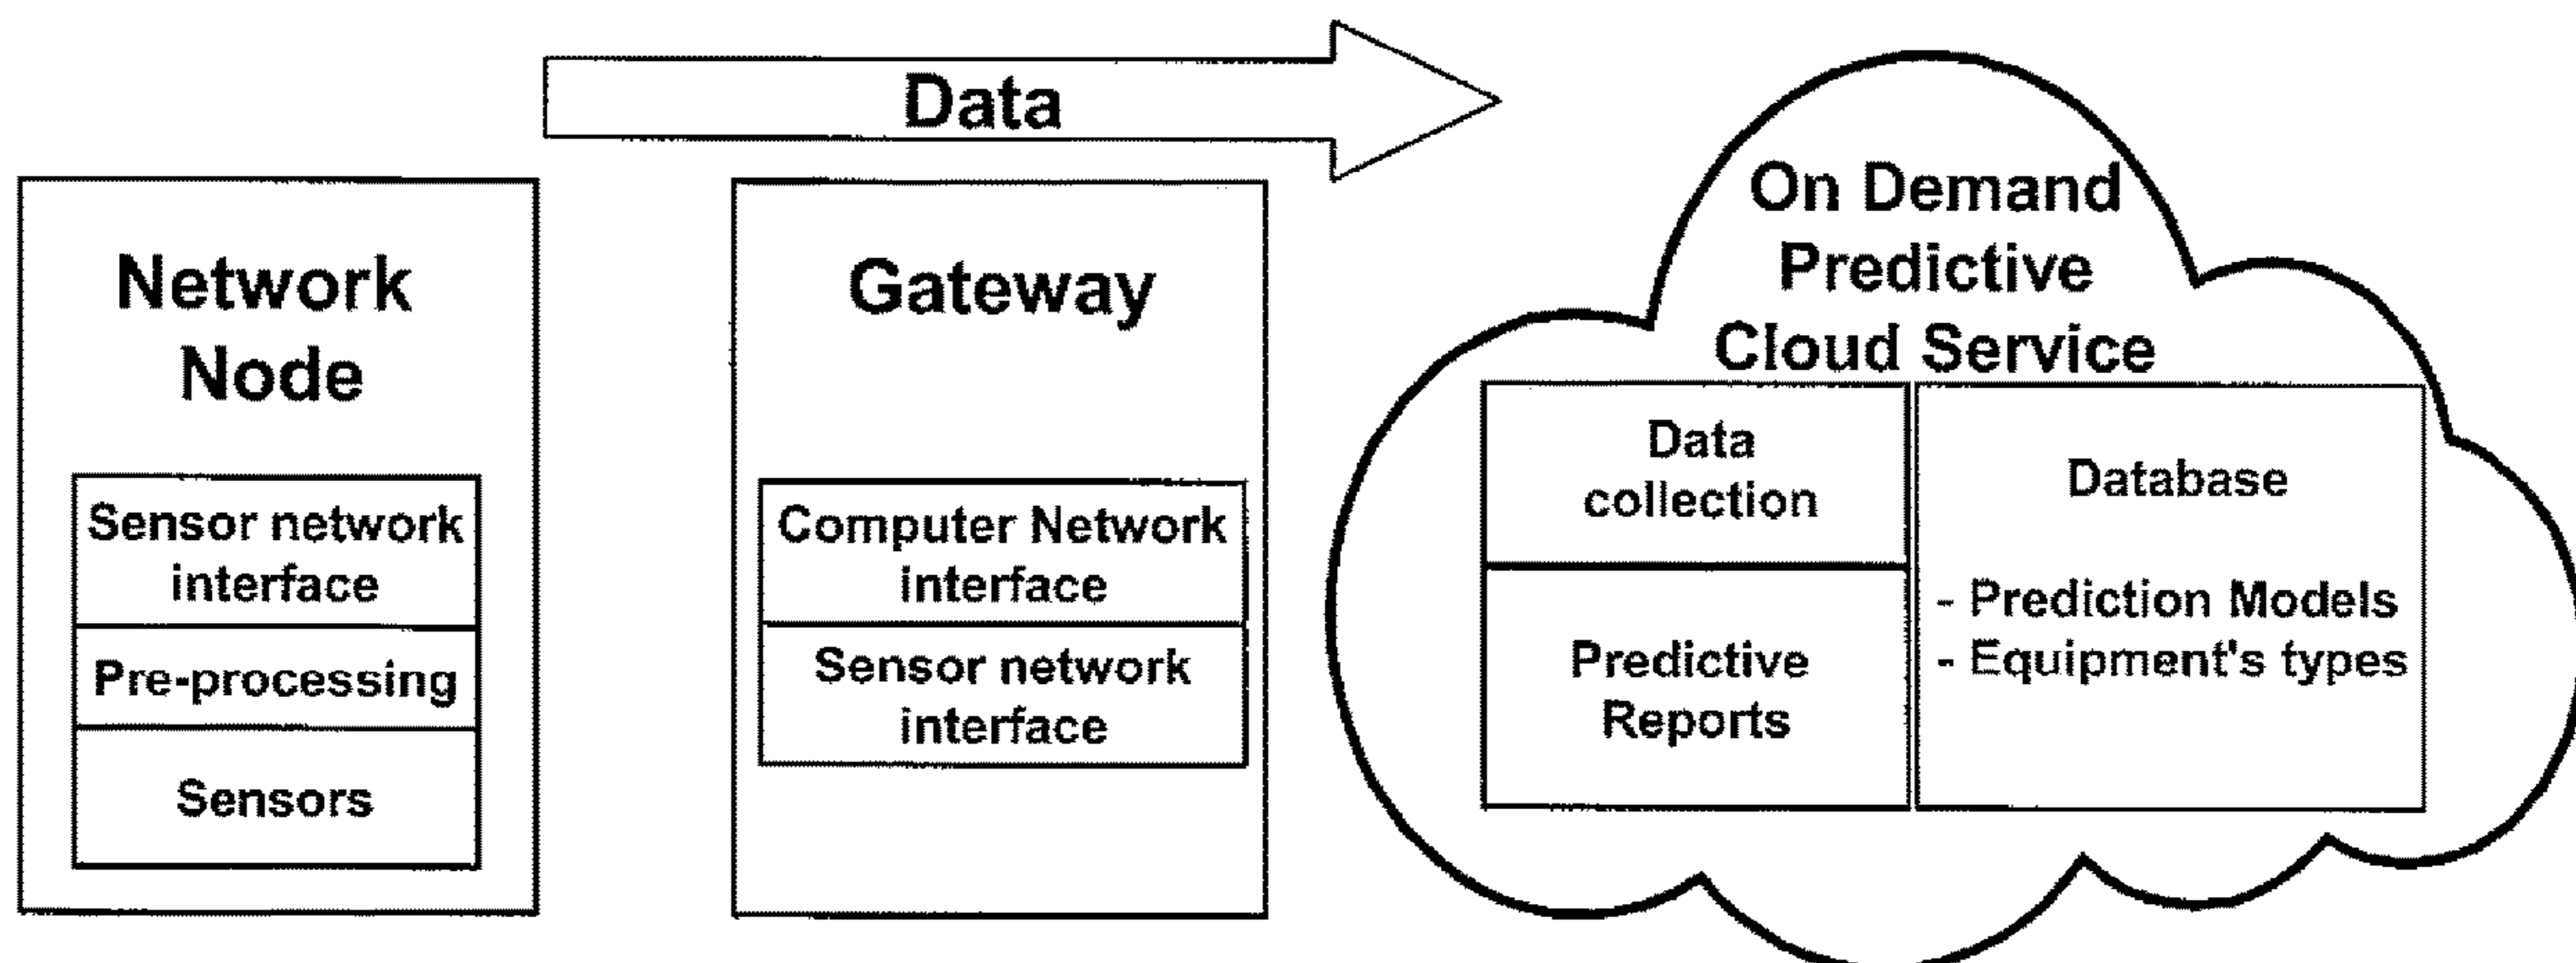 Data
Network
Node
Sensor network
interface
Pre-processing
Sensors
Gateway
Computer Network
interface
Sensor network
interface
On Demand
Predictive
Cloud Service
Data
collection
Predictive
Reports
Database
- Prediction Models
- Equipment's types